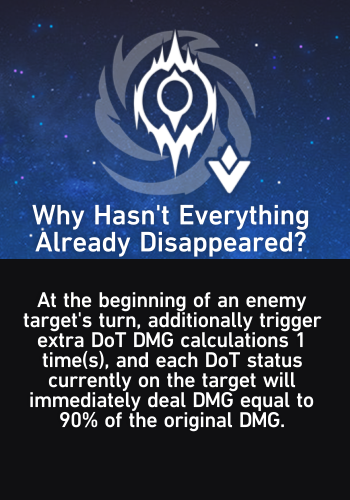 Why Hasn't Everything
Already Disappeared?
At the beginning of an enemy
target's turn, additionally trigger
extra DoT DMG calculations 1
time(s), and each DoT status
currently on the target will
immediately deal DMG equal to
90% of the original DMG.